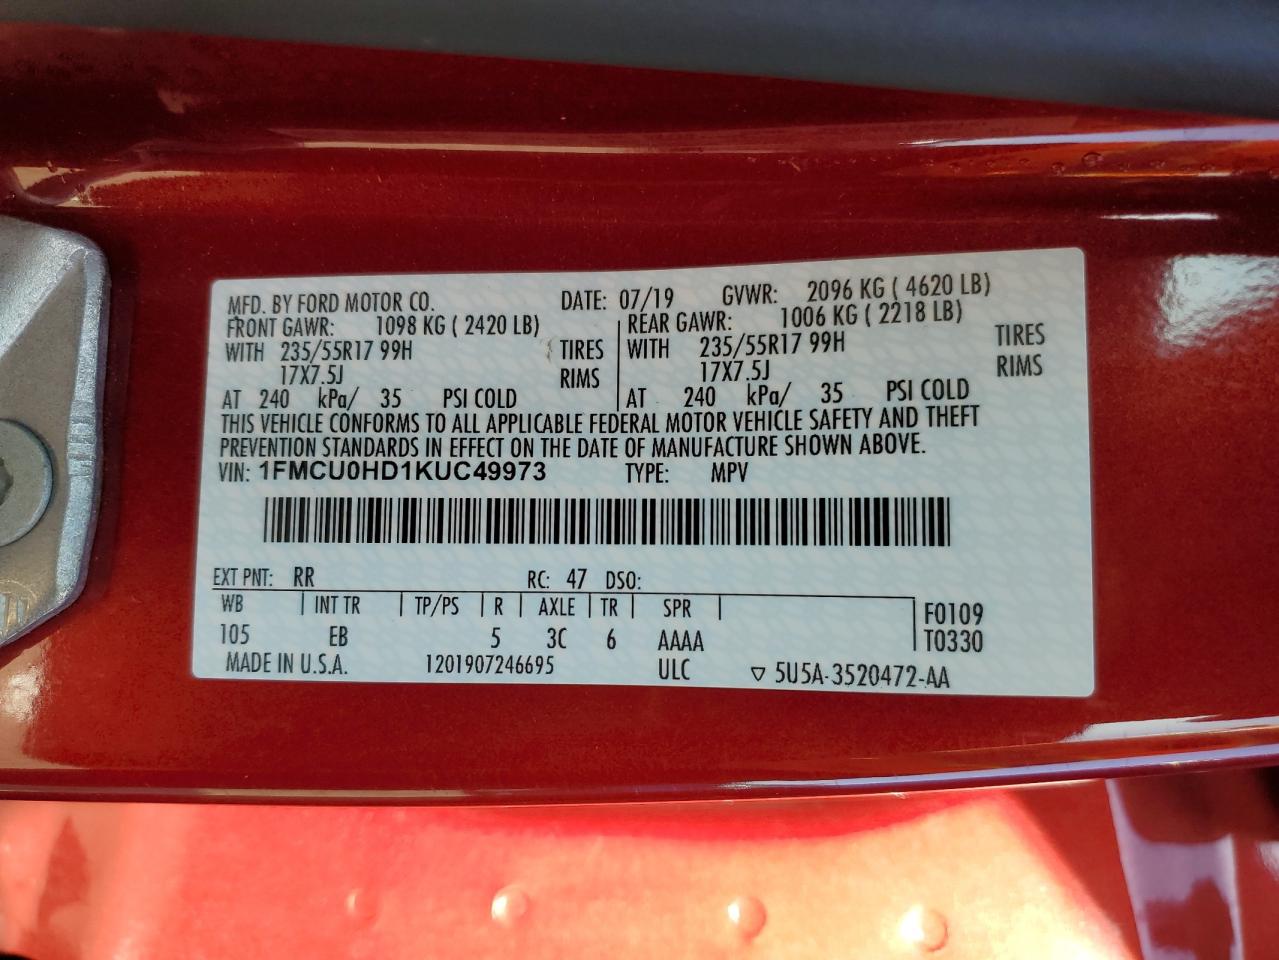 MFD. BY FORD MOTOR CO. DATE: 07/19 GVWR: 2096 KG ( 4620 LB)
FRONT GAWR: 1098 KG ( 2420 LB) REAR GAWR: 1006 KG ( 2218 LB)
WITH 235/55R17 99H TIRES WITH 235/55R17 99H TIRES
17X7.5J RIMS 17X7.5J RIMS
AT 240 kPa/ 35 PSI COLD AT 240 kPa/ 35 PSI COLD
THIS VEHICLE CONFORMS TO ALL APPLICABLE FEDERAL MOTOR VEHICLE SAFETY AND THEFT
PREVENTION STANDARDS IN EFFECT ON THE DATE OF MANUFACTURE SHOWN ABOVE.
VIN: 1FMCU0HD1KUC49973 TYPE: MPV
EXT PNT: RR RC: 47 DSO:
WB INT TR TP/PS R AXLE TR SPR F0109
105 EB 5 3C 6 AAAA T0330
MADE IN U.S.A. 1201907246695 ULC ▽ 5U5A-3520472-AA